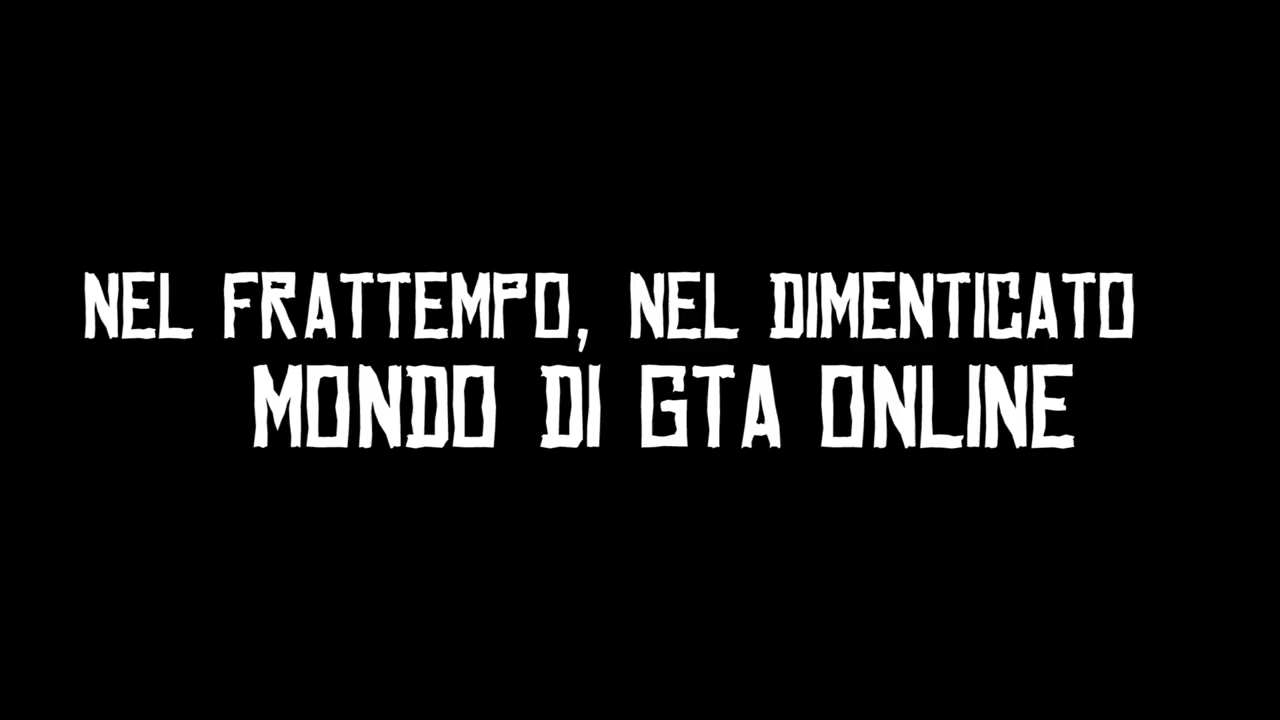 NEL FRATTEMPO, NEL DIMENTICATO
MONDO DI GTA ONLINE